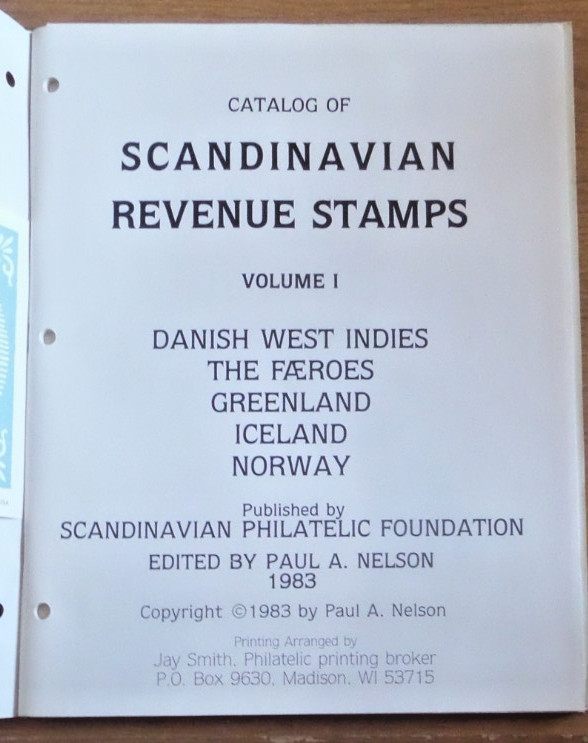 CATALOG OF
SCANDINAVIAN
REVENUE STAMPS
VOLUME I
DANISH WEST INDIES
THE FÆROES
GREENLAND
ICELAND
NORWAY
Published by
SCANDINAVIAN PHILATELIC FOUNDATION
EDITED BY PAUL A. NELSON
1983
Copyright ©1983 by Paul A. Nelson
Printing Arranged by
Jay Smith, Philatelic printing broker
P.O. Box 9630, Madison, WI 53715